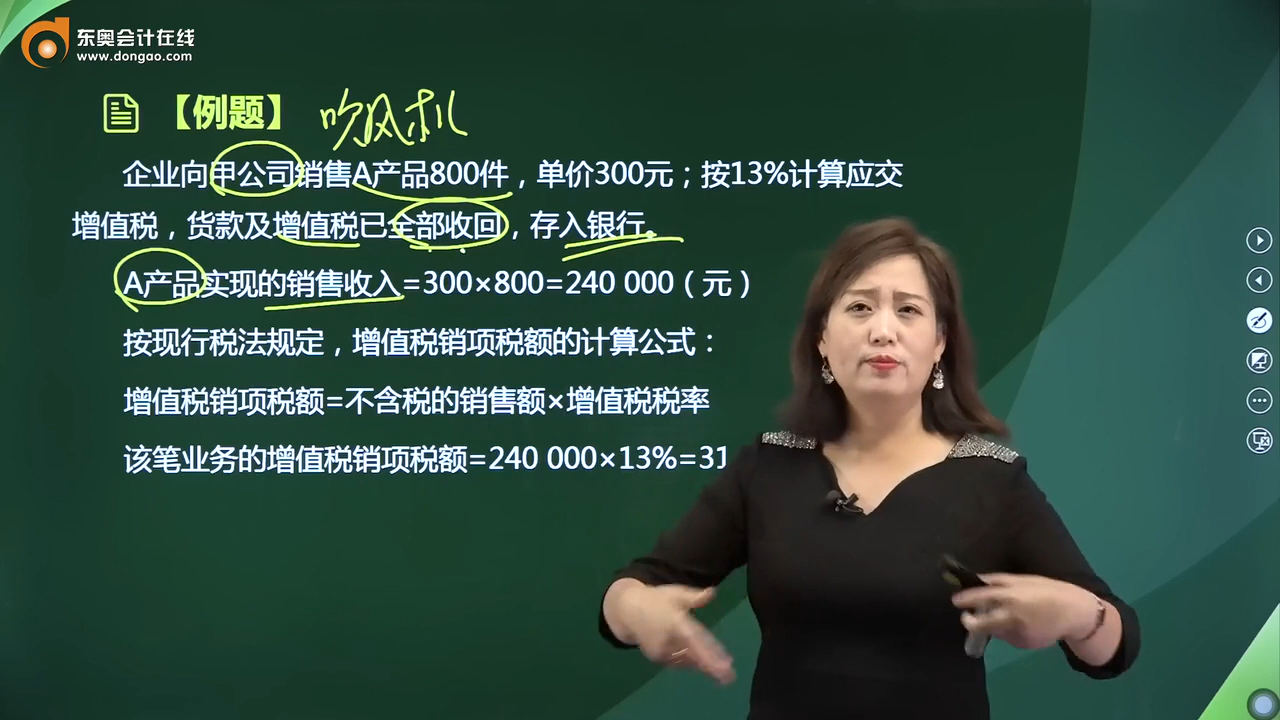 东奥会计在线
www.dongao.com
【例题】 吹风机
企业向甲公司销售A产品800件，单价300元；按13%计算应交
增值税，货款及增值税已全部收回，存入银行。
A产品实现的销售收入=300×800=240 000（元）
按现行税法规定，增值税销项税额的计算公式：
增值税销项税额=不含税的销售额×增值税税率
该笔业务的增值税销项税额=240 000×13%=31